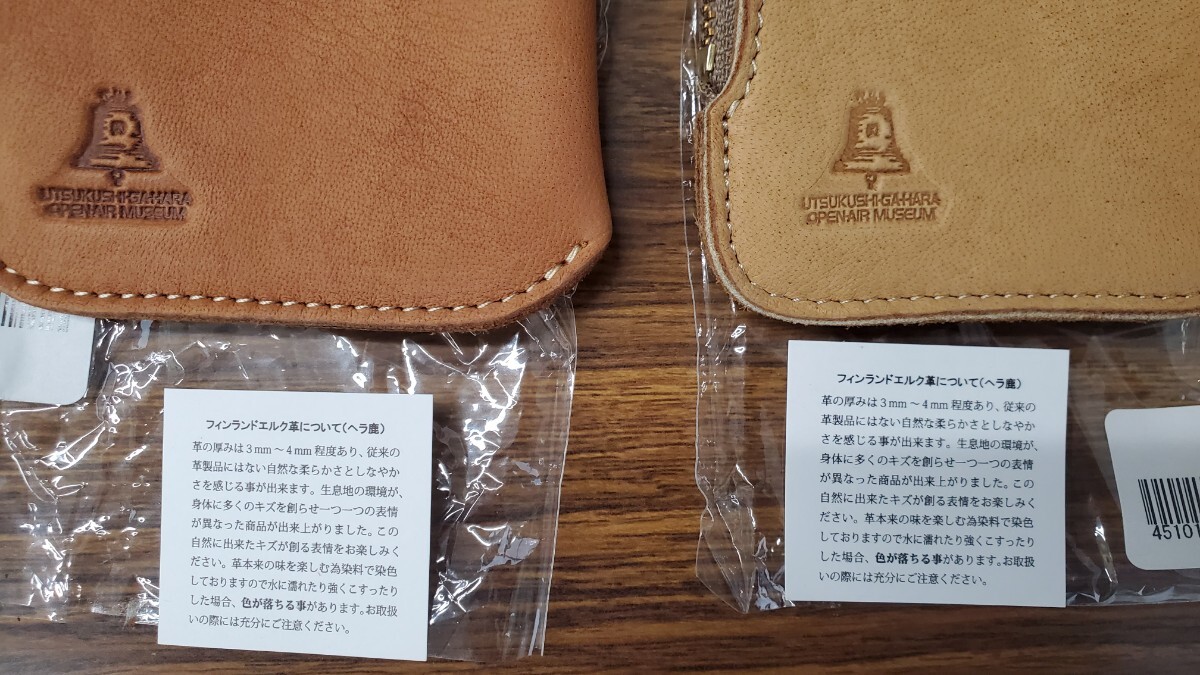 UTSUKUSHI-GA-HARA
OPEN-AIR MUSEUM
フィンランドエルク革について(ヘラ鹿)
革の厚みは3mm～4mm程度あり、従来の
革製品にはない自然な柔らかさとしなやか
さを感じる事が出来ます。生息地の環境が、
身体に多くのキズを創らせ一つ一つの表情
が異なった商品が出来上がりました。この
自然に出来たキズが創る表情をお楽しみく
ださい。革本来の味を楽しむ為染料で染色
しておりますので水に濡れたり強くこすったり
した場合、色が落ちる事があります。お取扱
いの際には充分にご注意ください。
UTSUKUSHI-GA-HARA
OPEN-AIR MUSEUM
フィンランドエルク革について(ヘラ鹿)
革の厚みは3mm～4mm程度あり、従来の
革製品にはない自然な柔らかさとしなやか
さを感じる事が出来ます。生息地の環境が、
身体に多くのキズを創らせ一つ一つの表情
が異なった商品が出来上がりました。この
自然に出来たキズが創る表情をお楽しみく
ださい。革本来の味を楽しむ為染料で染色
しておりますので水に濡れたり強くこすったり
した場合、色が落ちる事があります。お取扱
いの際には充分にご注意ください。
45101